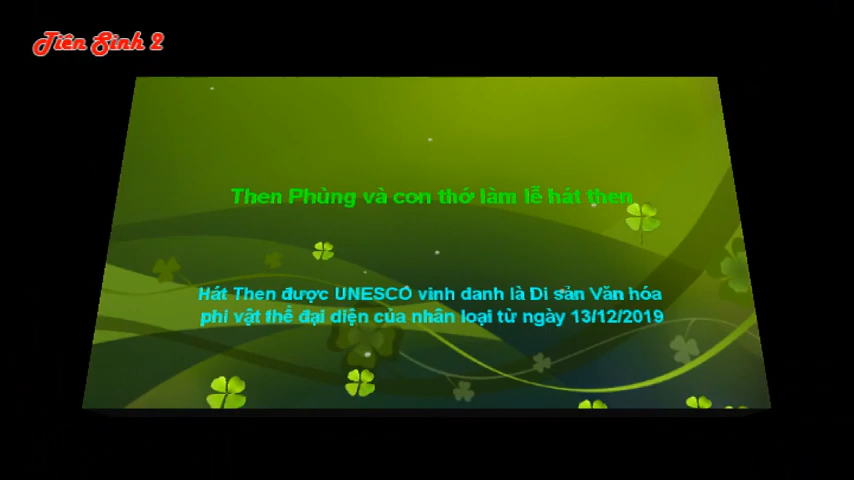 Tiên Sinh 2
Then Phùng và con thớ làm lễ hát then
Hát Then được UNESCO vinh danh là Di sản Văn hóa
phi vật thể đại diện của nhân loại từ ngày 13/12/2019